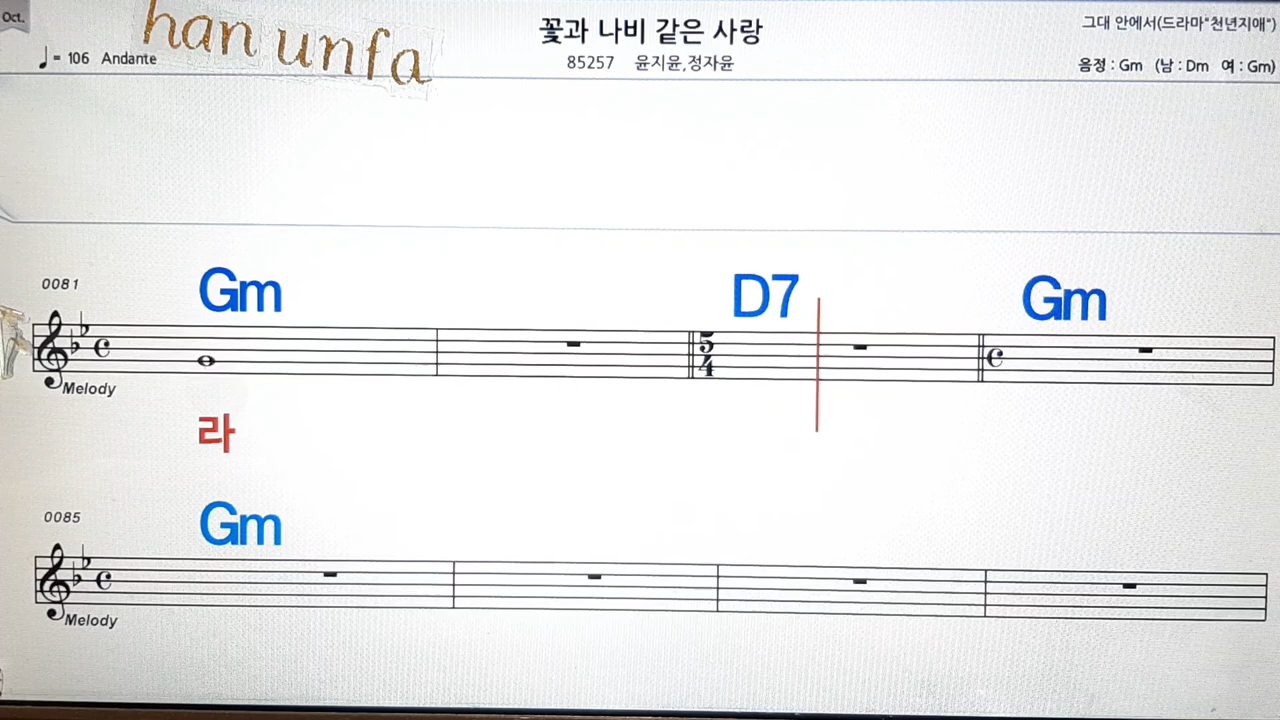 Oct.
han unfa
꽃과 나비 같은 사랑
그대 안에서(드라마"천년지애")
♩= 106 Andante
85257 윤지윤,정자윤
음정 : Gm (남 : Dm 여 : Gm)
0081
Gm D7 Gm
5
4
Melody
라
0085
Gm
Melody